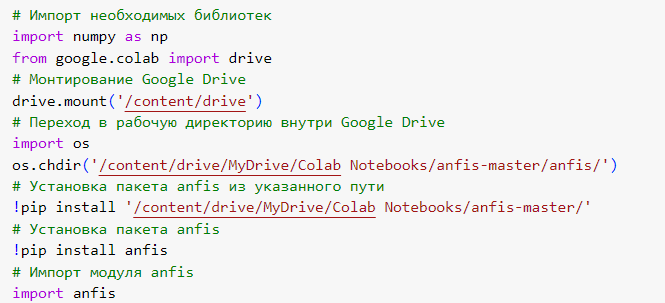 # Импорт необходимых библиотек
import numpy as np
from google.colab import drive
# Монтирование Google Drive
drive.mount('/content/drive')
# Переход в рабочую директорию внутри Google Drive
import os
os.chdir('/content/drive/MyDrive/Colab Notebooks/anfis-master/anfis/')
# Установка пакета anfis из указанного пути
!pip install '/content/drive/MyDrive/Colab Notebooks/anfis-master/'
# Установка пакета anfis
!pip install anfis
# Импорт модуля anfis
import anfis